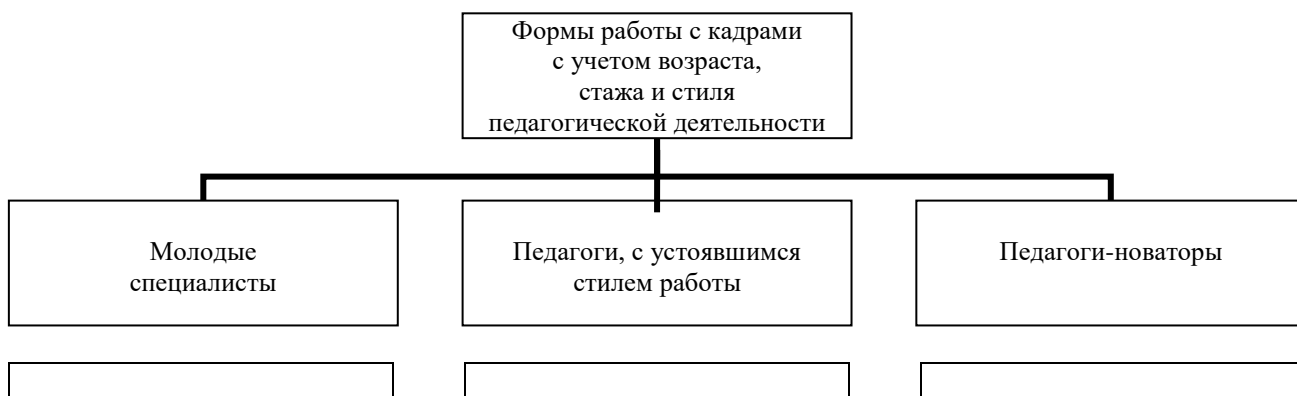 Формы работы с кадрами
с учетом возраста,
стажа и стиля
педагогической деятельности
Молодые
специалисты
Педагоги, с устоявшимся
стилем работы
Педагоги-новаторы